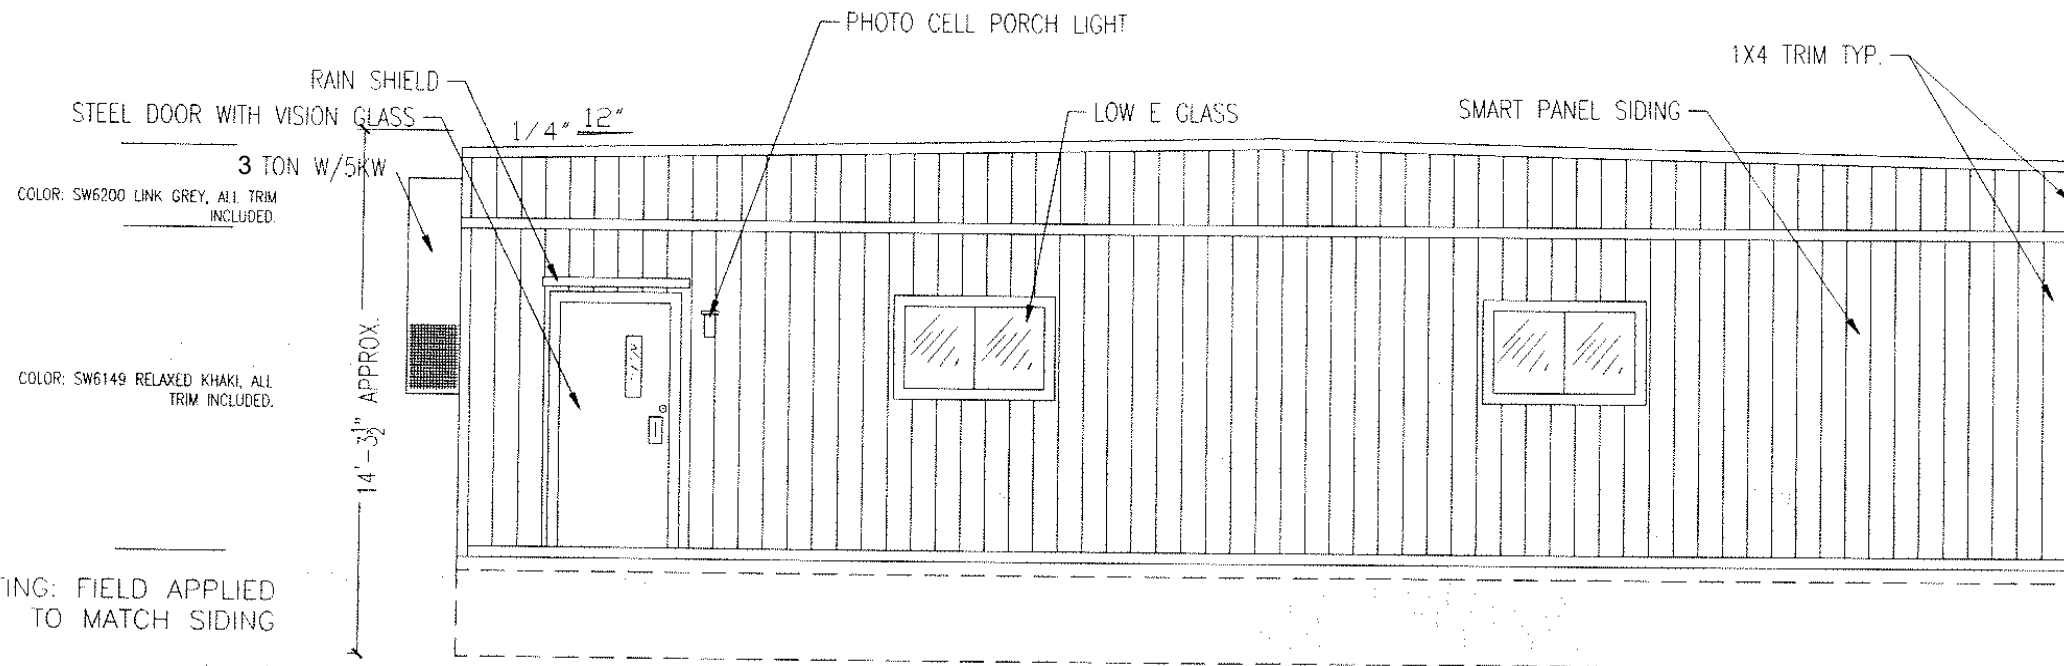 PHOTO CELL PORCH LIGHT
1X4 TRIM TYP.
RAIN SHIELD
STEEL DOOR WITH VISION GLASS
1/4" 12"
LOW E GLASS
SMART PANEL SIDING
3 TON W/5KW
COLOR: SW6200 LINK GREY, ALL TRIM
INCLUDED.
14'-3½" APPROX.
COLOR: SW6149 RELAXED KHAKI, ALL
TRIM INCLUDED.
TING: FIELD APPLIED
TO MATCH SIDING